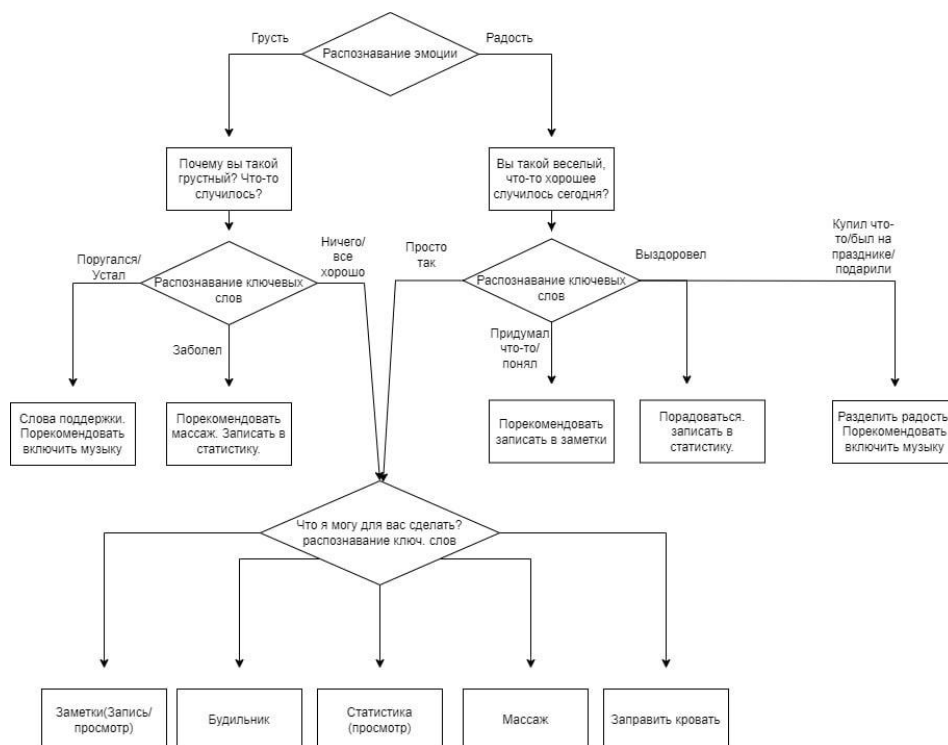 Грусть
Распознавание эмоции
Радость
Почему вы такой
грустный? Что-то
случилось?
Вы такой веселый,
что-то хорошее
случилось сегодня?
Поругался/
Устал
Распознавание ключевых
слов
Ничего/
все
хорошо
Просто
так
Распознавание ключевых
слов
Выздоровел
Купил что-
то/был на
празднике/
подарили
Заболел
Придумал
что-то/
понял
Слова поддержки.
Порекомендовать
включить музыку
Порекомендовать
массаж. Записать в
статистику.
Порекомендовать
записать в заметки
Порадоваться.
записать в
статистику.
Разделить радость
Порекомендовать
включить музыку
Что я могу для вас сделать?
распознавание ключ. слов
Заметки(Запись/
просмотр)
Будильник
Статистика
(просмотр)
Массаж
Заправить кровать